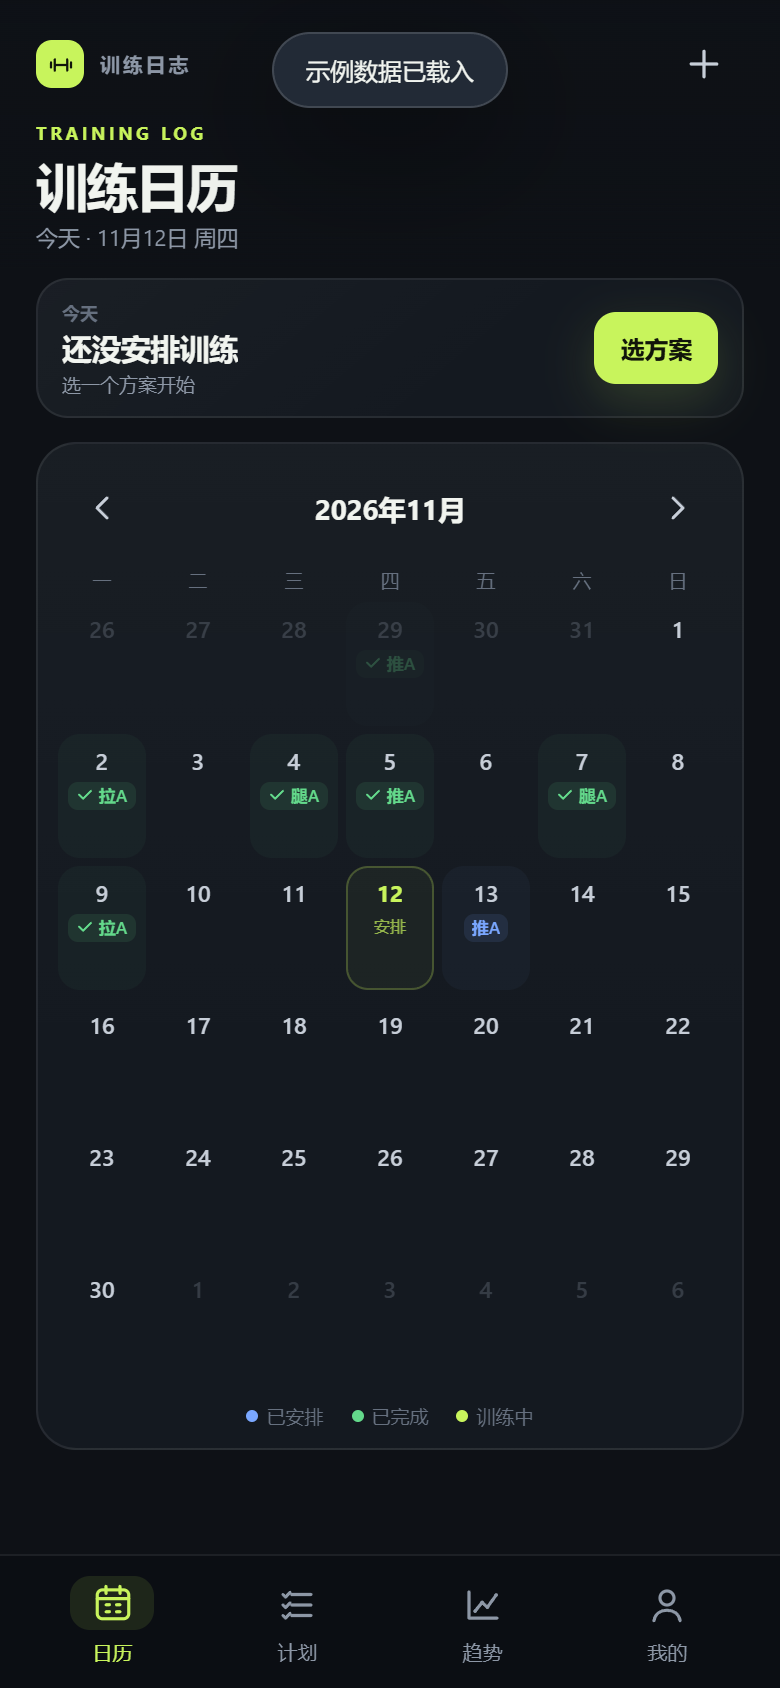 训练日志
示例数据已载入
TRAINING LOG
训练日历
今天 · 11月12日 周四
今天
还没安排训练
选一个方案开始
选方案
2026年11月
一 二 三 四 五 六 日
26 27 28 29 30 31 1
推A
2 3 4 5 6 7 8
拉A 腿A 推A 腿A
9 10 11 12 13 14 15
拉A 安排 推A
16 17 18 19 20 21 22
23 24 25 26 27 28 29
30 1 2 3 4 5 6
已安排 已完成 训练中
日历 计划 趋势 我的